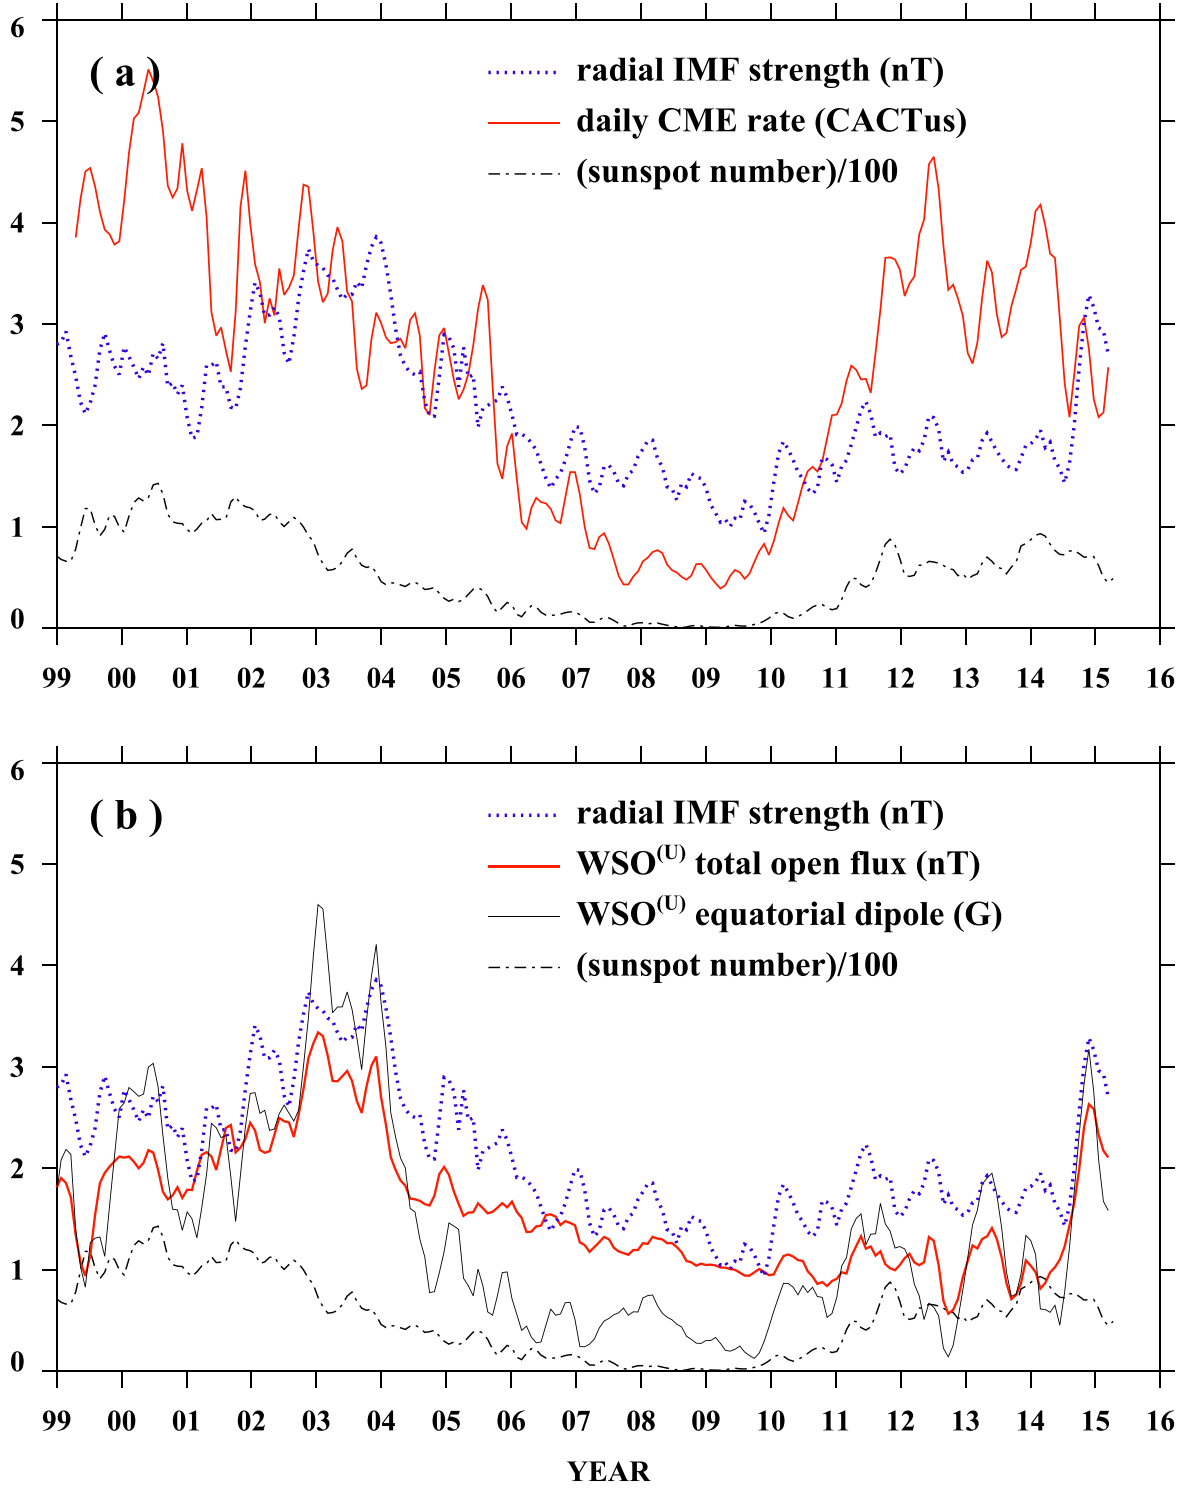 6
( a )
radial IMF strength (nT)
5
daily CME rate (CACTus)
(sunspot number)/100
4
3
2
1
0
99 00 01 02 03 04 05 06 07 08 09 10 11 12 13 14 15 16
6
( b )
radial IMF strength (nT)
5
WSO(U) total open flux (nT)
WSO(U) equatorial dipole (G)
4
(sunspot number)/100
3
2
1
0
99 00 01 02 03 04 05 06 07 08 09 10 11 12 13 14 15 16
YEAR